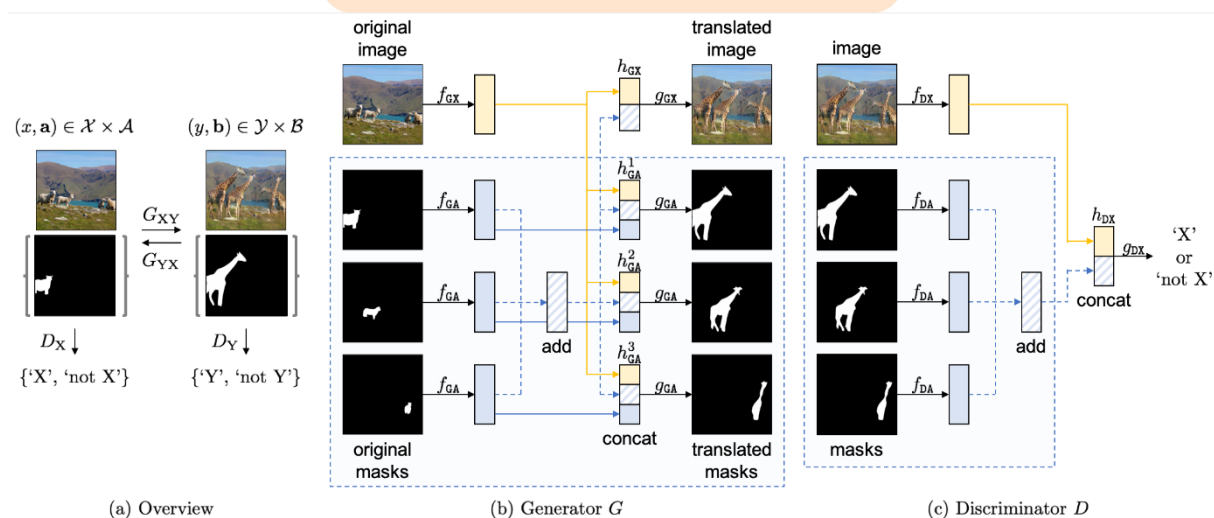 original image
translated image
image
(x, a) ∈ 𝒳 × 𝒜
(y, b) ∈ 𝒴 × ℬ
G_XY
G_YX
D_X
D_Y
{‘X’, ‘not X’}
{‘Y’, ‘not Y’}
f_GX
h_GX
g_GX
f_GA
h¹_GA
g_GA
f_GA
h²_GA
g_GA
add
f_GA
h³_GA
g_GA
concat
original masks
translated masks
f_DX
f_DA
f_DA
f_DA
add
masks
h_DX
g_DX
concat
‘X’
or
‘not X’
(a) Overview
(b) Generator G
(c) Discriminator D